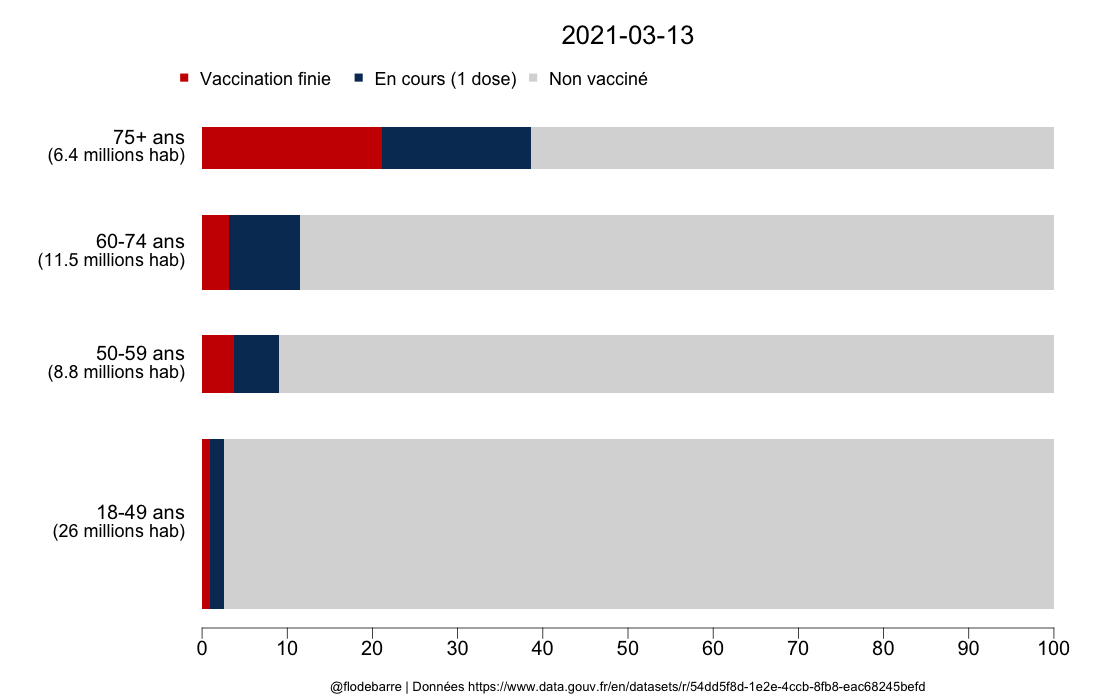 2021-03-13
Vaccination finie En cours (1 dose) Non vacciné
75+ ans
(6.4 millions hab)
60-74 ans
(11.5 millions hab)
50-59 ans
(8.8 millions hab)
18-49 ans
(26 millions hab)
0 10 20 30 40 50 60 70 80 90 100
@flodebarre | Données https://www.data.gouv.fr/en/datasets/r/54dd5f8d-1e2e-4ccb-8fb8-eac68245befd